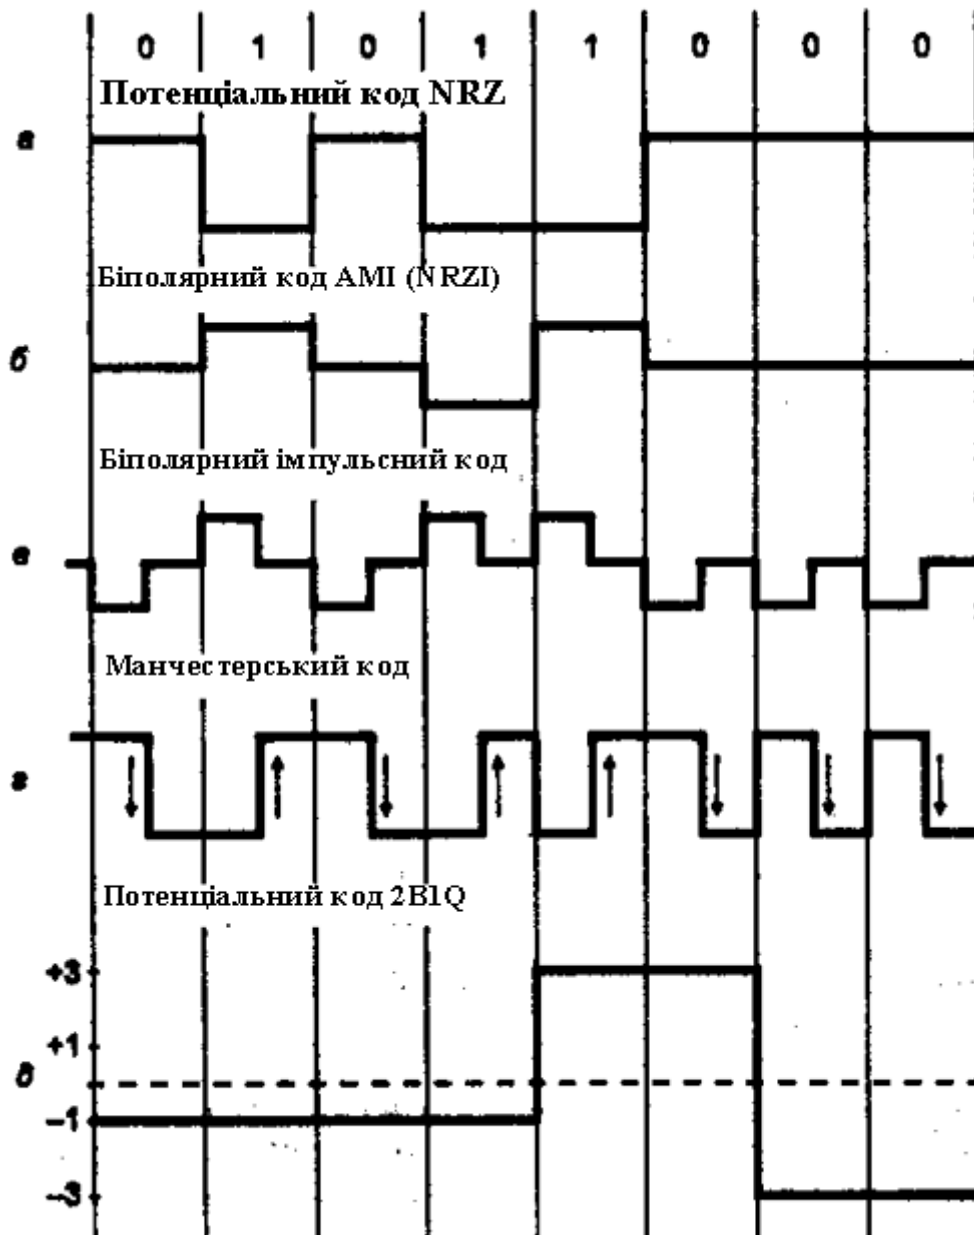 0 1 0 1 1 0 0 0
Потенціальний код NRZ
а
Біполярний код AMI (NRZI)
б
Біполярний імпульсний код
в
Манчестерський код
г
Потенціальний код 2B1Q
+3
+1
д
−1
−3